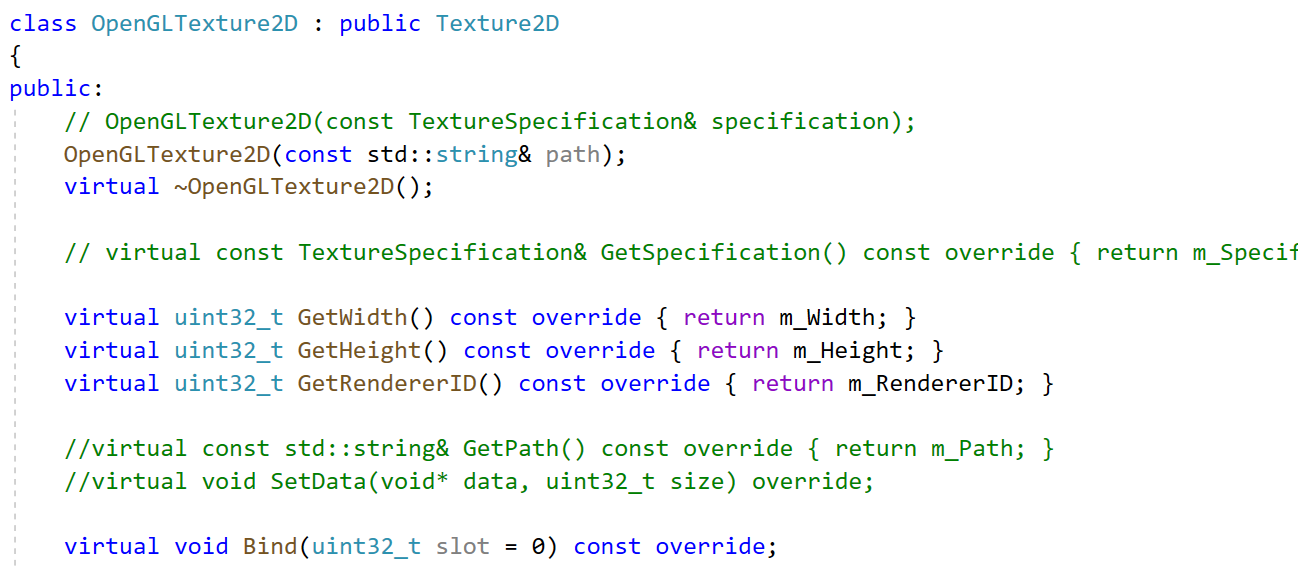 class OpenGLTexture2D : public Texture2D
{
public:
// OpenGLTexture2D(const TextureSpecification& specification);
OpenGLTexture2D(const std::string& path);
virtual ~OpenGLTexture2D();
// virtual const TextureSpecification& GetSpecification() const override { return m_Specif
virtual uint32_t GetWidth() const override { return m_Width; }
virtual uint32_t GetHeight() const override { return m_Height; }
virtual uint32_t GetRendererID() const override { return m_RendererID; }
//virtual const std::string& GetPath() const override { return m_Path; }
//virtual void SetData(void* data, uint32_t size) override;
virtual void Bind(uint32_t slot = 0) const override;